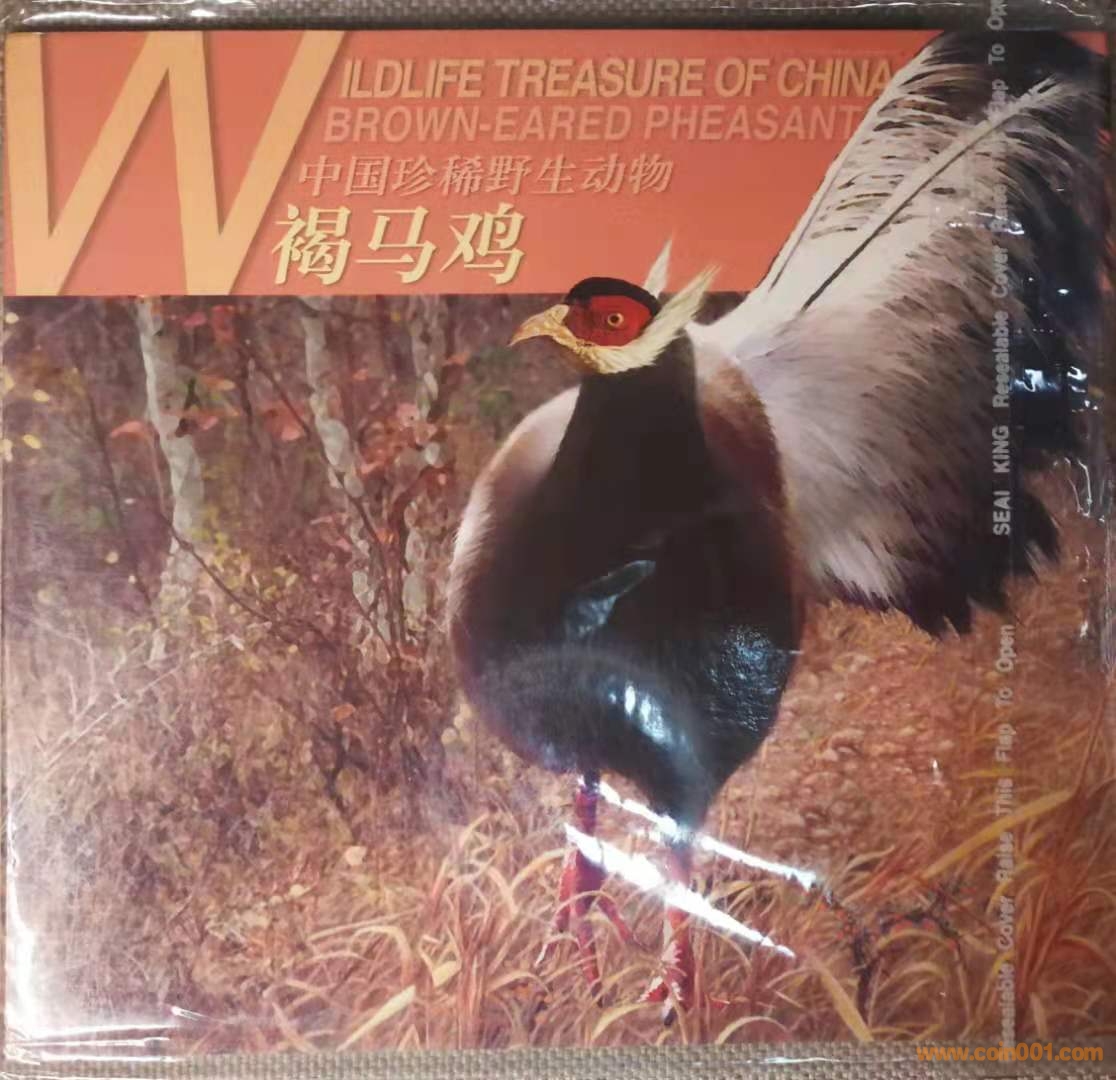 WILDLIFE TREASURE OF CHINA
BROWN-EARED PHEASANT
中国珍稀野生动物
褐马鸡
Resealable Cover Raise This Flap To Open SEAl KING Resealable Cover Raise This Flap To Open
www.coin001.com